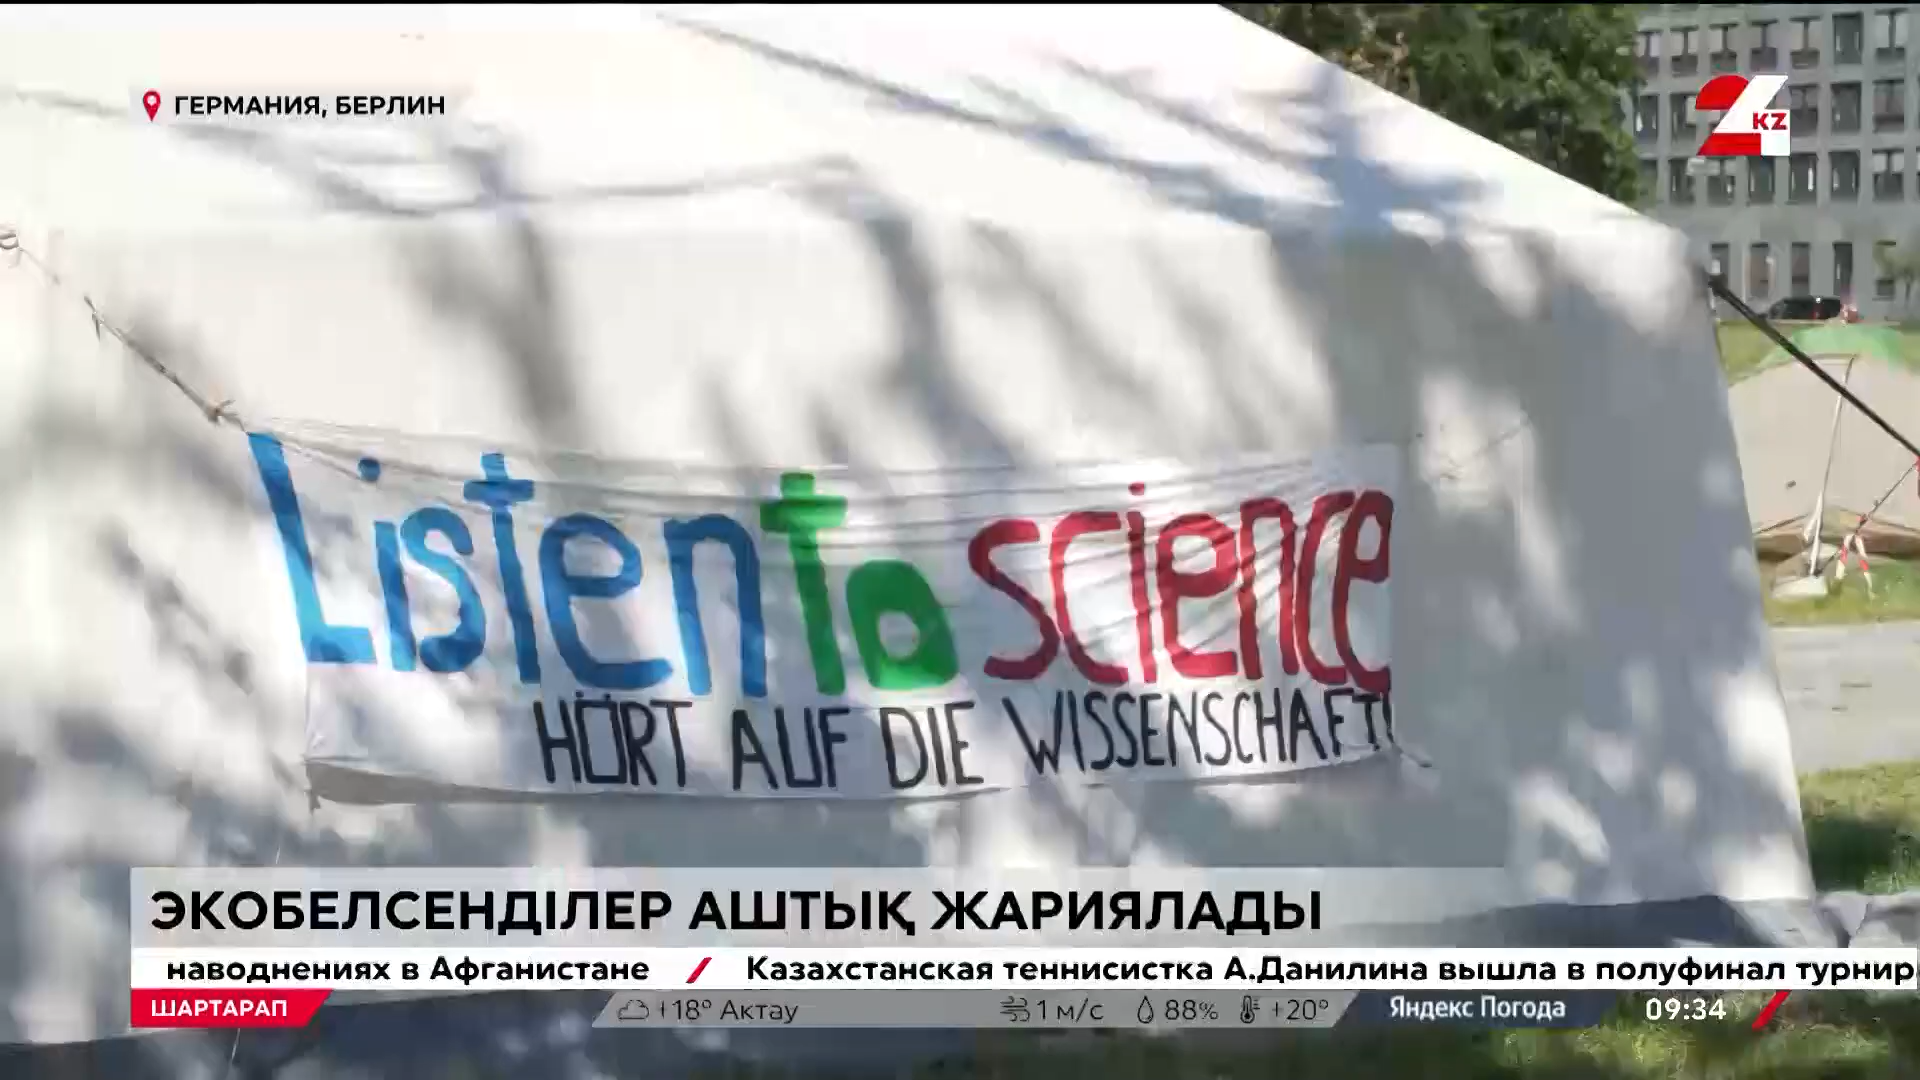 ГЕРМАНИЯ, БЕРЛИН
24 KZ
Listen to science
HÖRT AUF DIE WISSENSCHAFT!
ЭКОБЕЛСЕНДІЛЕР АШТЫҚ ЖАРИЯЛАДЫ
наводнениях в Афганистане / Казахстанская теннисистка А.Данилина вышла в полуфинал турнир
ШАРТАРАП +18° Актау 1 м/с 88% +20° Яндекс Погода 09:34